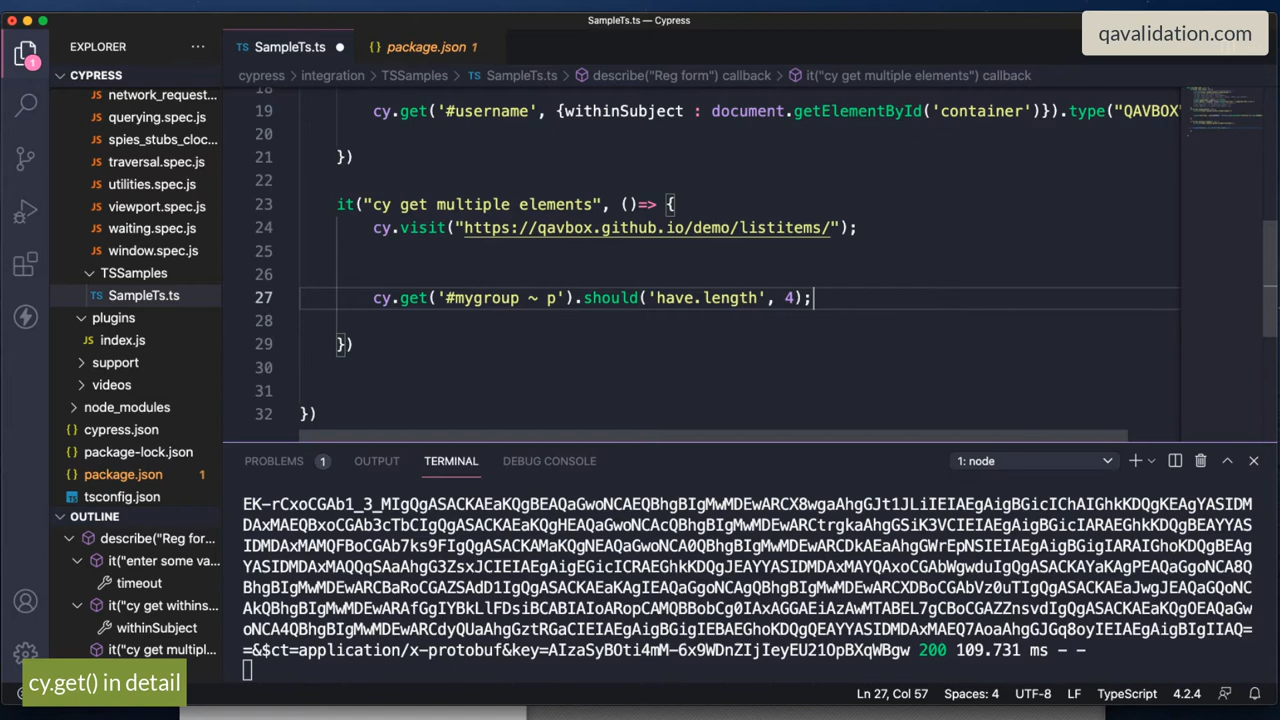 SampleTs.ts — Cypress
qavalidation.com
EXPLORER
TS SampleTs.ts
{} package.json 1
CYPRESS
cypress > integration > TSSamples > TS SampleTs.ts > describe("Reg form") callback > it("cy get multiple elements") callback
network_request...
querying.spec.js
spies_stubs_cloc...
traversal.spec.js
utilities.spec.js
viewport.spec.js
waiting.spec.js
window.spec.js
TSSamples
TS SampleTs.ts
plugins
index.js
support
videos
node_modules
{} cypress.json
{} package-lock.json
{} package.json 1
tsconfig.json
OUTLINE
describe("Reg for...
it("enter some va...
timeout
it("cy get withins...
withinSubject
it("cy get multipl...
18
19 cy.get('#username', {withinSubject : document.getElementById('container')}).type("QAVBOX"
20
21 })
22
23 it("cy get multiple elements", ()=> {
24 cy.visit("https://qavbox.github.io/demo/listitems/");
25
26
27 cy.get('#mygroup ~ p').should('have.length', 4);
28
29 })
30
31
32 })
PROBLEMS 1 OUTPUT TERMINAL DEBUG CONSOLE
1: node
=&$ct=application/x-protobuf&key=AIzaSyBOti4mM-6x9WDnZIjIeyEU21OpBXqWBgw 200 109.731 ms - -
cy.get() in detail
Ln 27, Col 57 Spaces: 4 UTF-8 LF TypeScript 4.2.4